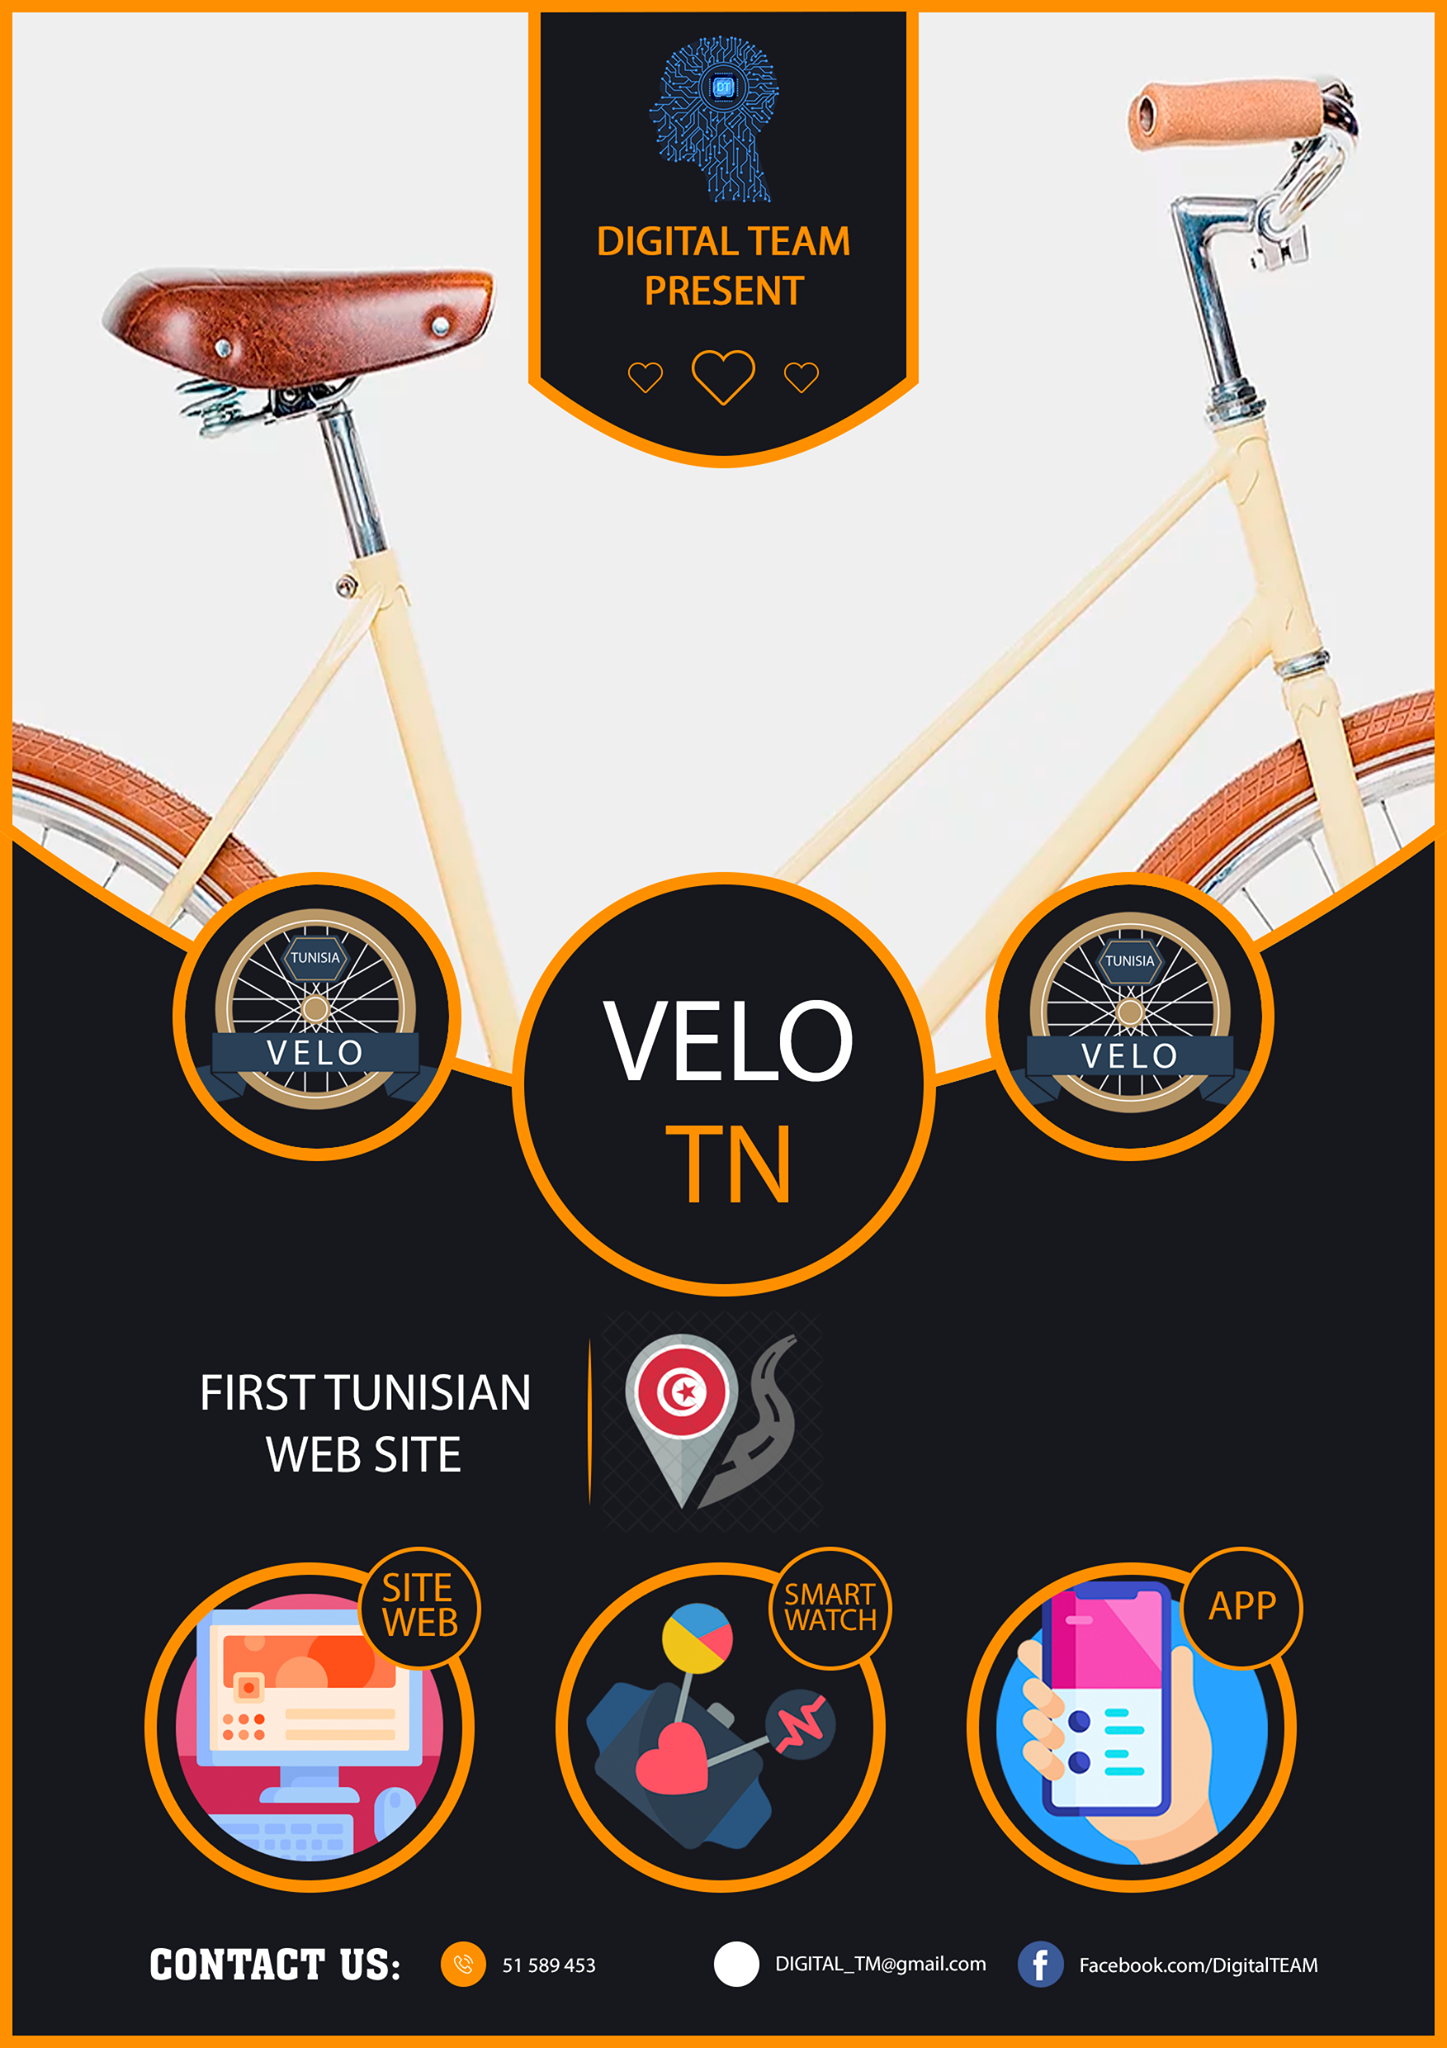 DT
DIGITAL TEAM
PRESENT
TUNISIA
VELO
VELO
TN
TUNISIA
VELO
FIRST TUNISIAN
WEB SITE
SITE
WEB
SMART
WATCH
APP
CONTACT US:
51 589 453
DIGITAL_TM@gmail.com
Facebook.com/DigitalTEAM